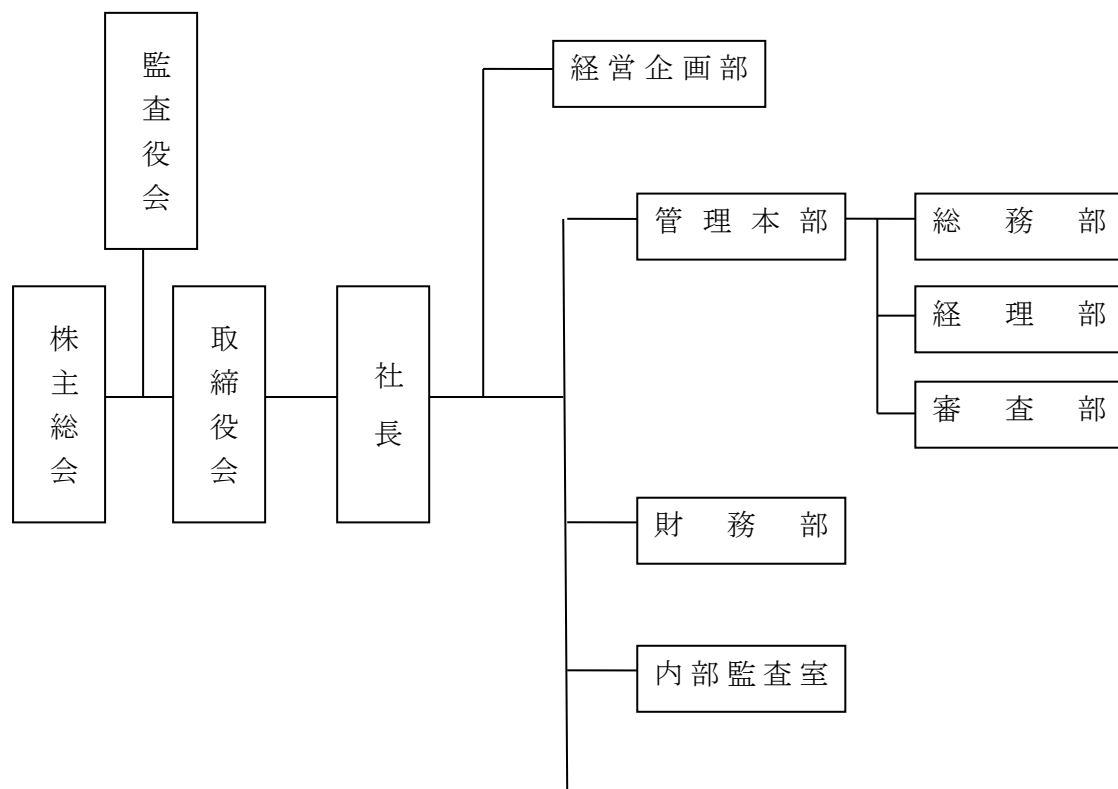 監査役会
経営企画部
管理本部
総務部
株主総会
取締役会
社長
経理部
審査部
財務部
内部監査室